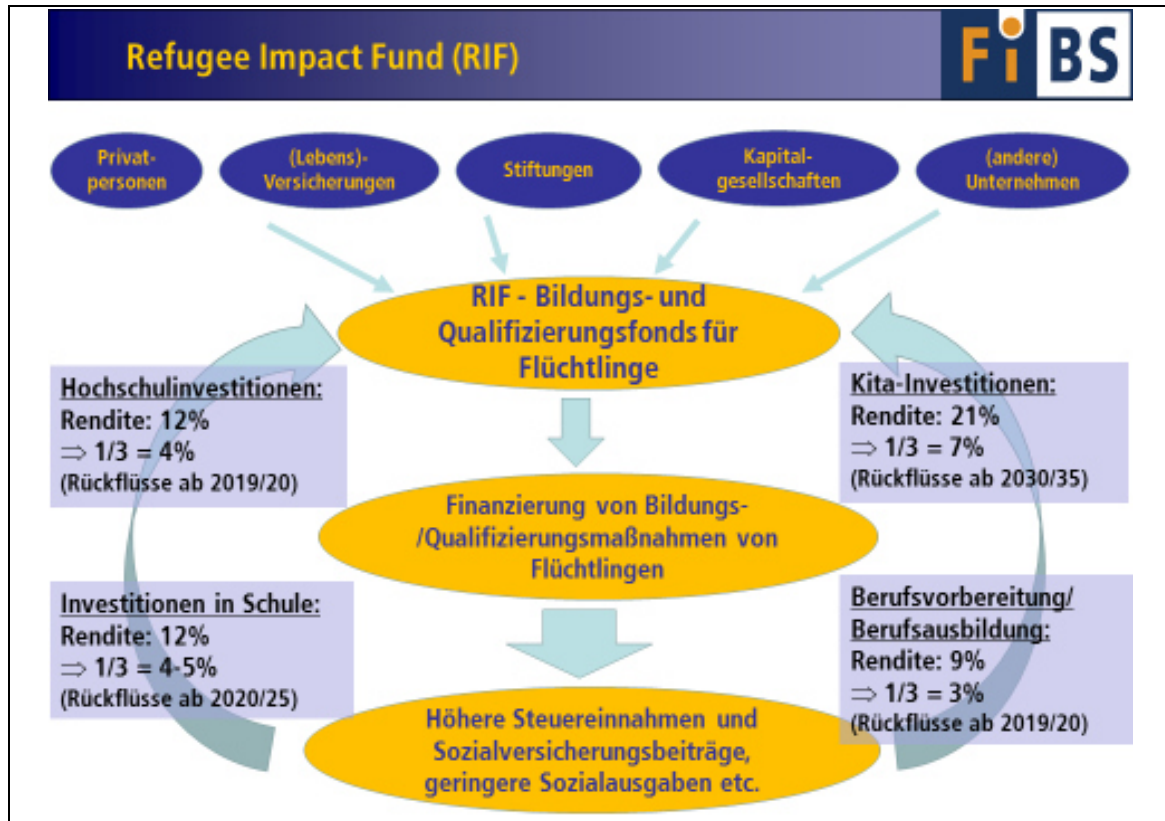 Refugee Impact Fund (RIF)
FiBS
Privat-
personen
(Lebens)-
Versicherungen
Stiftungen
Kapital-
gesellschaften
(andere)
Unternehmen
RIF - Bildungs- und
Qualifizierungsfonds für
Flüchtlinge
Hochschulinvestitionen:
Rendite: 12%
⇒ 1/3 = 4%
(Rückflüsse ab 2019/20)
Kita-Investitionen:
Rendite: 21%
⇒ 1/3 = 7%
(Rückflüsse ab 2030/35)
Finanzierung von Bildungs-
/Qualifizierungsmaßnahmen von
Flüchtlingen
Investitionen in Schule:
Rendite: 12%
⇒ 1/3 = 4-5%
(Rückflüsse ab 2020/25)
Berufsvorbereitung/
Berufsausbildung:
Rendite: 9%
⇒ 1/3 = 3%
(Rückflüsse ab 2019/20)
Höhere Steuereinnahmen und
Sozialversicherungsbeiträge,
geringere Sozialausgaben etc.